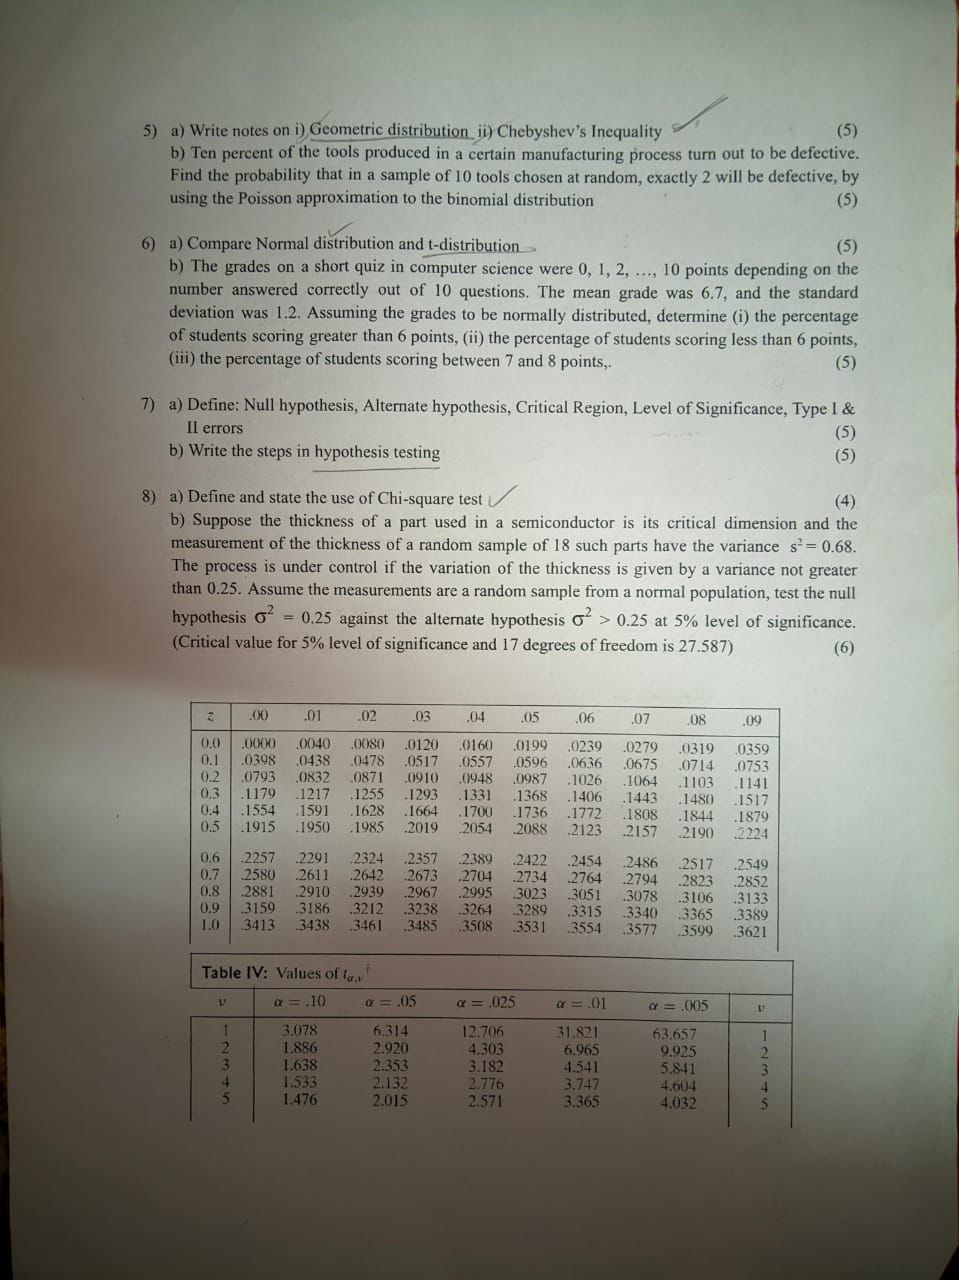 5) a) Write notes on i) Geometric distribution ii) Chebyshev's Inequality (5)
b) Ten percent of the tools produced in a certain manufacturing process turn out to be defective.
Find the probability that in a sample of 10 tools chosen at random, exactly 2 will be defective, by
using the Poisson approximation to the binomial distribution (5)
6) a) Compare Normal distribution and t-distribution (5)
b) The grades on a short quiz in computer science were 0, 1, 2, ..., 10 points depending on the
number answered correctly out of 10 questions. The mean grade was 6.7, and the standard
deviation was 1.2. Assuming the grades to be normally distributed, determine (i) the percentage
of students scoring greater than 6 points, (ii) the percentage of students scoring less than 6 points,
(iii) the percentage of students scoring between 7 and 8 points,. (5)
7) a) Define: Null hypothesis, Alternate hypothesis, Critical Region, Level of Significance, Type I &
II errors (5)
b) Write the steps in hypothesis testing (5)
8) a) Define and state the use of Chi-square test (4)
b) Suppose the thickness of a part used in a semiconductor is its critical dimension and the
measurement of the thickness of a random sample of 18 such parts have the variance s² = 0.68.
The process is under control if the variation of the thickness is given by a variance not greater
than 0.25. Assume the measurements are a random sample from a normal population, test the null
hypothesis σ² = 0.25 against the alternate hypothesis σ² > 0.25 at 5% level of significance.
(Critical value for 5% level of significance and 17 degrees of freedom is 27.587) (6)
z .00 .01 .02 .03 .04 .05 .06 .07 .08 .09
0.0 .0000 .0040 .0080 .0120 .0160 .0199 .0239 .0279 .0319 .0359
0.1 .0398 .0438 .0478 .0517 .0557 .0596 .0636 .0675 .0714 .0753
0.2 .0793 .0832 .0871 .0910 .0948 .0987 .1026 .1064 .1103 .1141
0.3 .1179 .1217 .1255 .1293 .1331 .1368 .1406 .1443 .1480 .1517
0.4 .1554 .1591 .1628 .1664 .1700 .1736 .1772 .1808 .1844 .1879
0.5 .1915 .1950 .1985 .2019 .2054 .2088 .2123 .2157 .2190 .2224
0.6 .2257 .2291 .2324 .2357 .2389 .2422 .2454 .2486 .2517 .2549
0.7 .2580 .2611 .2642 .2673 .2704 .2734 .2764 .2794 .2823 .2852
0.8 .2881 .2910 .2939 .2967 .2995 .3023 .3051 .3078 .3106 .3133
0.9 .3159 .3186 .3212 .3238 .3264 .3289 .3315 .3340 .3365 .3389
1.0 .3413 .3438 .3461 .3485 .3508 .3531 .3554 .3577 .3599 .3621
Table IV: Values of tα,ν†
ν α = .10 α = .05 α = .025 α = .01 α = .005 ν
1 3.078 6.314 12.706 31.821 63.657 1
2 1.886 2.920 4.303 6.965 9.925 2
3 1.638 2.353 3.182 4.541 5.841 3
4 1.533 2.132 2.776 3.747 4.604 4
5 1.476 2.015 2.571 3.365 4.032 5